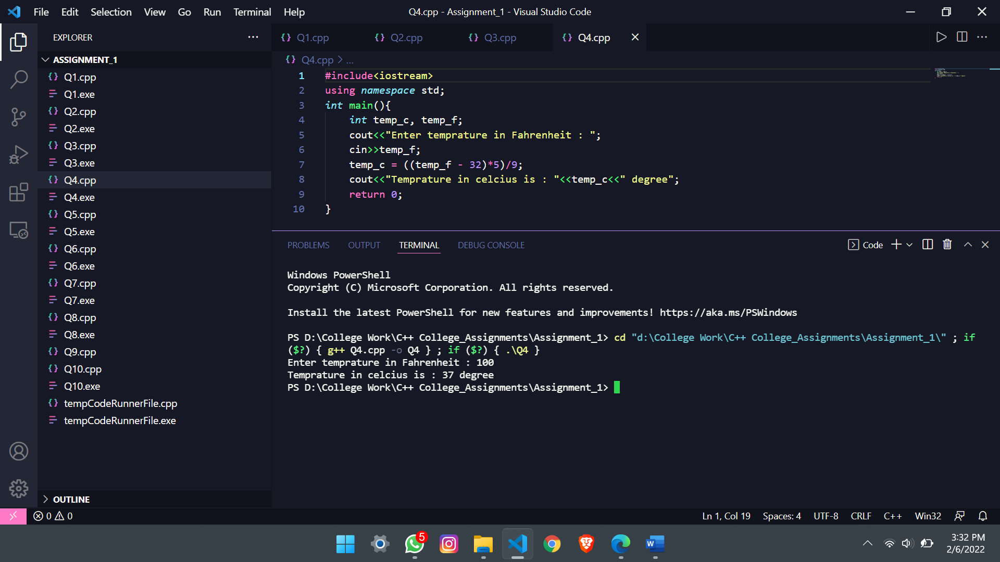 File Edit Selection View Go Run Terminal Help
Q4.cpp - Assignment_1 - Visual Studio Code
EXPLORER
ASSIGNMENT_1
Q1.cpp
Q1.exe
Q2.cpp
Q2.exe
Q3.cpp
Q3.exe
Q4.cpp
Q4.exe
Q5.cpp
Q5.exe
Q6.cpp
Q6.exe
Q7.cpp
Q7.exe
Q8.cpp
Q8.exe
Q9.cpp
Q10.cpp
Q10.exe
tempCodeRunnerFile.cpp
tempCodeRunnerFile.exe
OUTLINE
Q1.cpp Q2.cpp Q3.cpp Q4.cpp
Q4.cpp > ...
1 #include<iostream>
2 using namespace std;
3 int main(){
4 int temp_c, temp_f;
5 cout<<"Enter temprature in Fahrenheit : ";
6 cin>>temp_f;
7 temp_c = ((temp_f - 32)*5)/9;
8 cout<<"Temprature in celcius is : "<<temp_c<<" degree";
9 return 0;
10 }
PROBLEMS OUTPUT TERMINAL DEBUG CONSOLE
Code
Windows PowerShell
Copyright (C) Microsoft Corporation. All rights reserved.
Install the latest PowerShell for new features and improvements! https://aka.ms/PSWindows
PS D:\College Work\C++ College_Assignments\Assignment_1> cd "d:\College Work\C++ College_Assignments\Assignment_1\" ; if
($?) { g++ Q4.cpp -o Q4 } ; if ($?) { .\Q4 }
Enter temprature in Fahrenheit : 100
Temprature in celcius is : 37 degree
PS D:\College Work\C++ College_Assignments\Assignment_1>
0 0
Ln 1, Col 19 Spaces: 4 UTF-8 CRLF C++ Win32
5
W
3:32 PM
2/6/2022